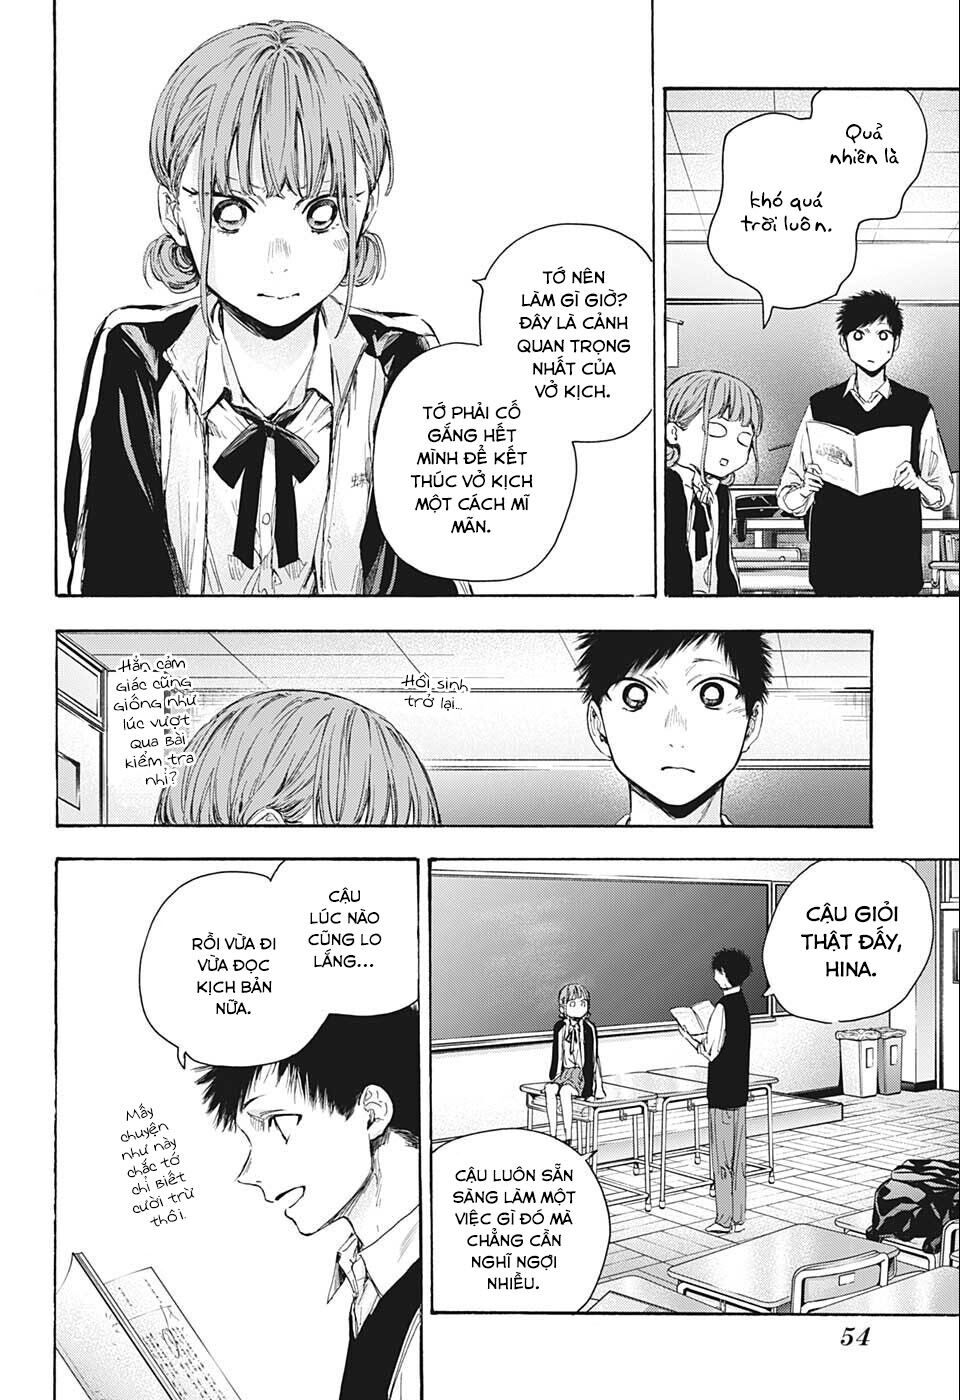 Quả
nhiên là
khó quá
trời luôn.
TỚ NÊN
LÀM GÌ GIỜ?
ĐÂY LÀ CẢNH
QUAN TRỌNG
NHẤT CỦA
VỞ KỊCH.
TỚ PHẢI CỐ
GẮNG HẾT
MÌNH ĐỂ KẾT
THÚC VỞ KỊCH
MỘT CÁCH MĨ
MÃN.
Hồi sinh
trở lại...
Hẳn cảm
giác cũng
giống như
lúc vượt
qua bài
kiểm tra
nhỉ?
CẬU GIỎI
THẬT ĐẤY,
HINA.
CẬU LUÔN SẴN
SÀNG LÀM MỘT
VIỆC GÌ ĐÓ MÀ
CHẲNG CẦN
NGHĨ NGỢI
NHIỀU.
CẬU
LÚC NÀO
CŨNG LO
LẮNG...
RỒI VỪA ĐI
VỪA ĐỌC
KỊCH BẢN
NỮA.
Mấy
chuyện
như này
chắc tớ
chỉ biết
cười trừ
thôi.
54